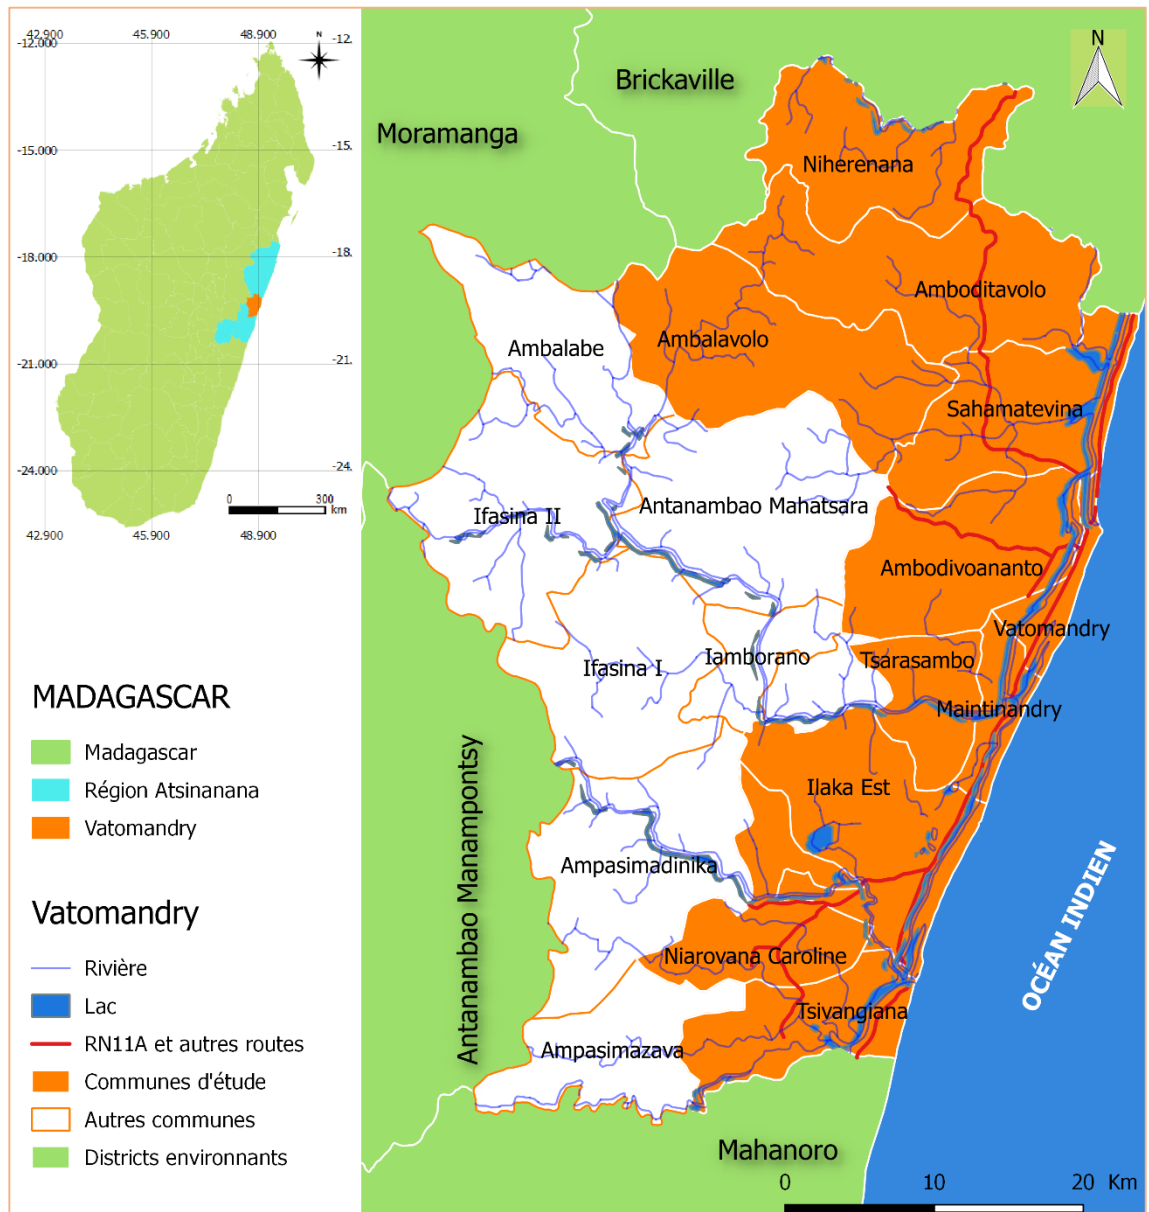 42.900
45.900
48.900
-12.000
N
-12.
-15.000
-15.
-18.000
-18.
-21.000
-21.
-24.000
-24.
0
300
km
42.900
45.900
48.900
MADAGASCAR
Madagascar
Région Atsinanana
Vatomandry
Vatomandry
Rivière
Lac
RN11A et autres routes
Communes d'étude
Autres communes
Districts environnants
N
Brickaville
Moramanga
Niherenana
Amboditavolo
Ambalavolo
Ambalabe
Sahamatevina
Antanambao Mahatsara
Ifasina II
Ambodivoananto
Vatomandry
Iamborano
Tsarasambo
Ifasina I
Maintinandry
Ilaka Est
Antanambao Manampontsy
Ampasimadinika
OCÉAN INDIEN
Niarovana Caroline
Tsivangiana
Ampasimazava
Mahanoro
0 10 20 Km